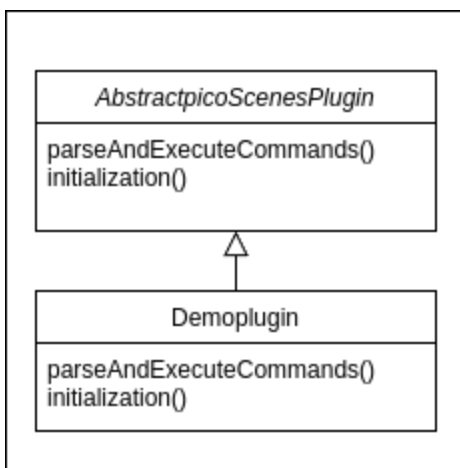 AbstractpicoScenesPlugin
parseAndExecuteCommands()
initialization()
Demoplugin
parseAndExecuteCommands()
initialization()